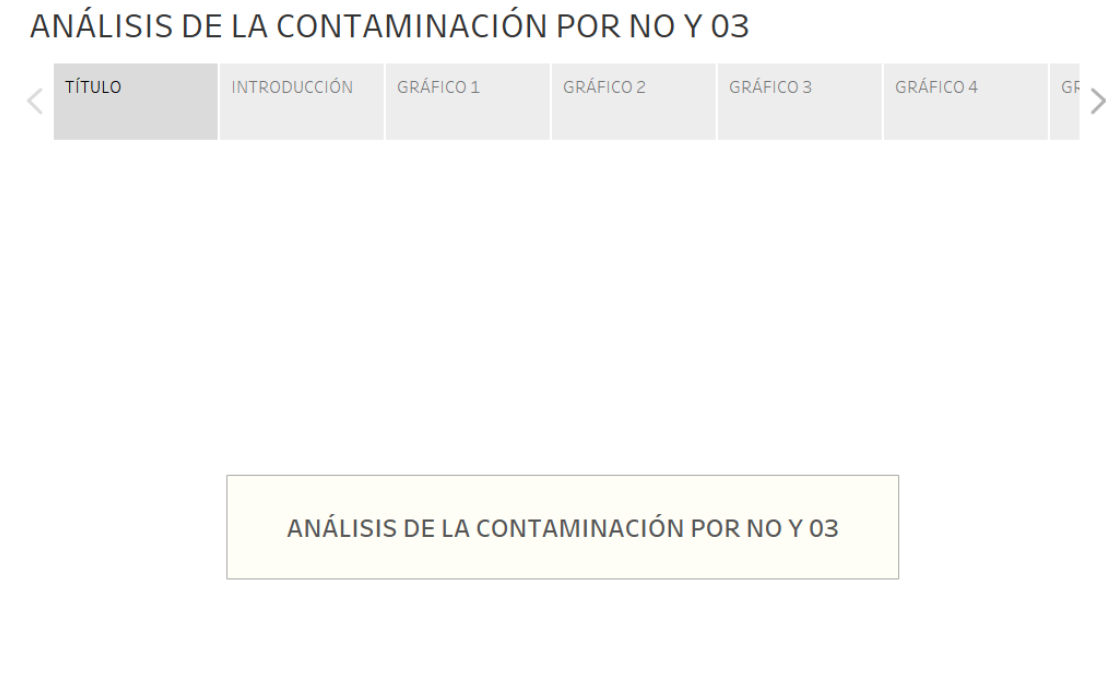 ANÁLISIS DE LA CONTAMINACIÓN POR NO Y 03
TÍTULO
INTRODUCCIÓN
GRÁFICO 1
GRÁFICO 2
GRÁFICO 3
GRÁFICO 4
ANÁLISIS DE LA CONTAMINACIÓN POR NO Y 03